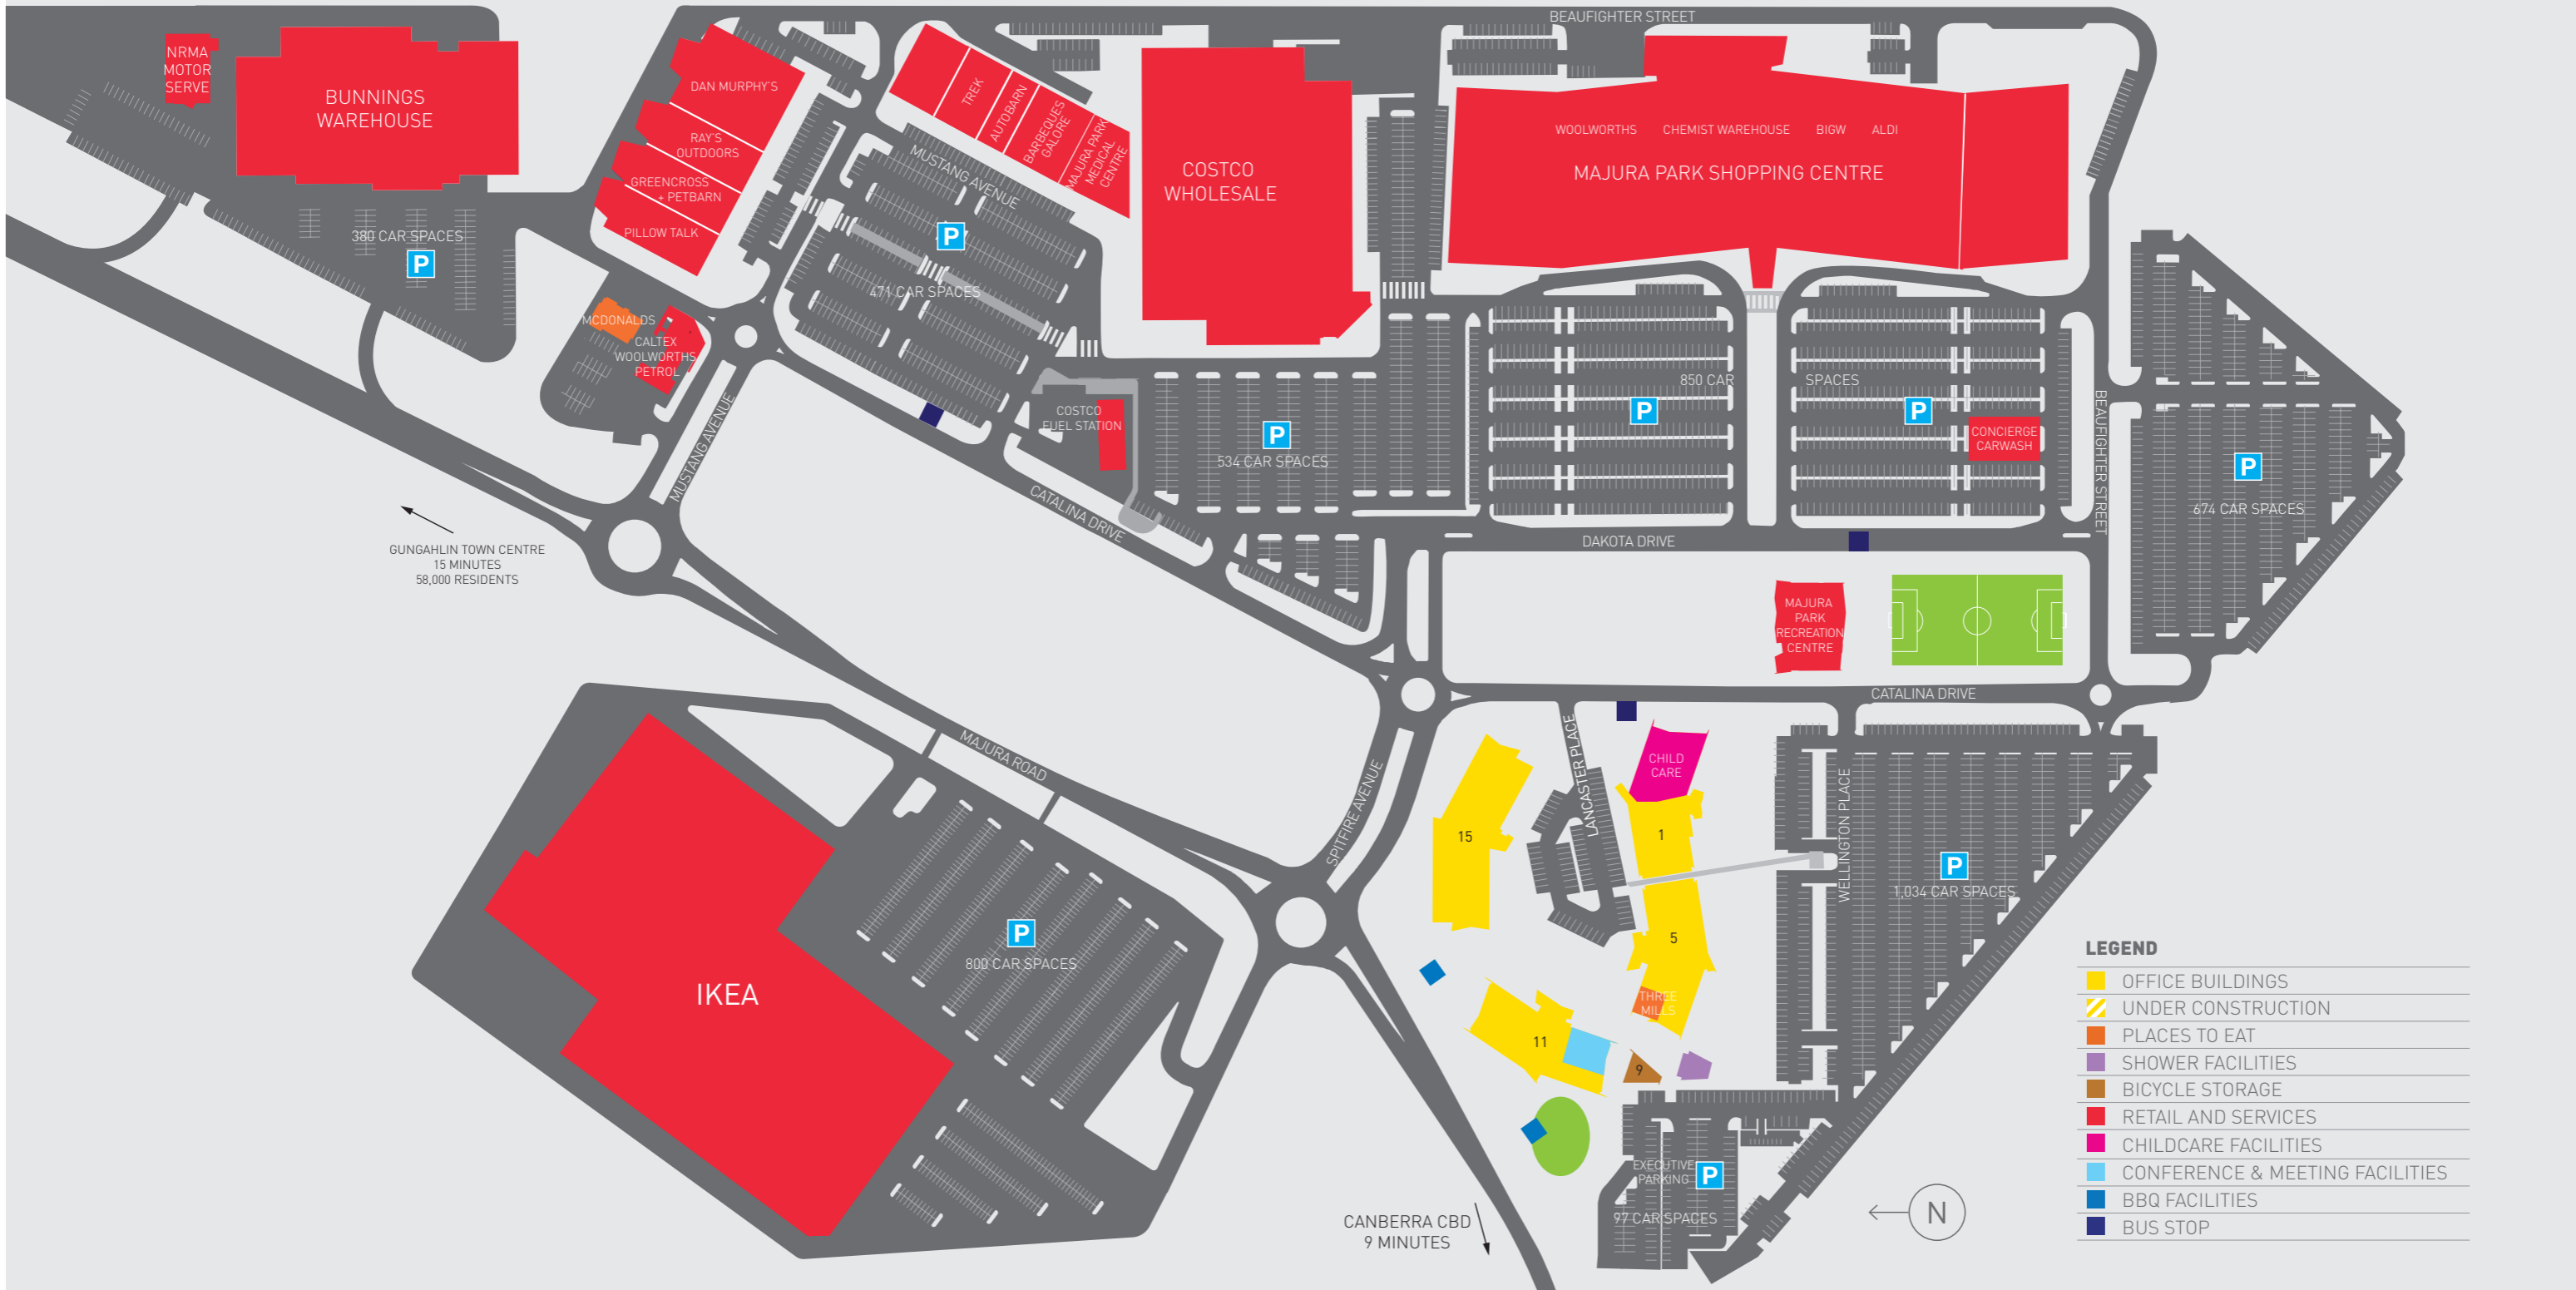 BEAUFIGHTER STREET
NRMA
MOTOR
SERVE
BUNNINGS
WAREHOUSE
380 CAR SPACES
P
DAN MURPHY'S
RAY'S
OUTDOORS
GREENCROSS
+ PETBARN
PILLOW TALK
TREK
AUTOBARN
BARBEQUES
GALORE
MAJURA PARK
MEDICAL
CENTRE
MUSTANG AVENUE
P
471 CAR SPACES
COSTCO
WHOLESALE
WOOLWORTHS
CHEMIST WAREHOUSE
BIGW
ALDI
MAJURA PARK SHOPPING CENTRE
MCDONALDS
CALTEX
WOOLWORTHS
PETROL
MUSTANG AVENUE
COSTCO
FUEL STATION
CATALINA DRIVE
P
534 CAR SPACES
850 CAR
SPACES
P
P
CONCIERGE
CARWASH
BEAUFIGHTER STREET
P
674 CAR SPACES
DAKOTA DRIVE
GUNGAHLIN TOWN CENTRE
15 MINUTES
58,000 RESIDENTS
MAJURA
PARK
RECREATION
CENTRE
CATALINA DRIVE
MAJURA ROAD
SPITFIRE AVENUE
LANCASTER PLACE
CHILD
CARE
WELLINGTON PLACE
15
1
5
P
1,034 CAR SPACES
P
800 CAR SPACES
IKEA
THREE
MILLS
11
9
EXECUTIVE
PARKING
P
97 CAR SPACES
CANBERRA CBD
9 MINUTES
N
LEGEND
OFFICE BUILDINGS
UNDER CONSTRUCTION
PLACES TO EAT
SHOWER FACILITIES
BICYCLE STORAGE
RETAIL AND SERVICES
CHILDCARE FACILITIES
CONFERENCE & MEETING FACILITIES
BBQ FACILITIES
BUS STOP